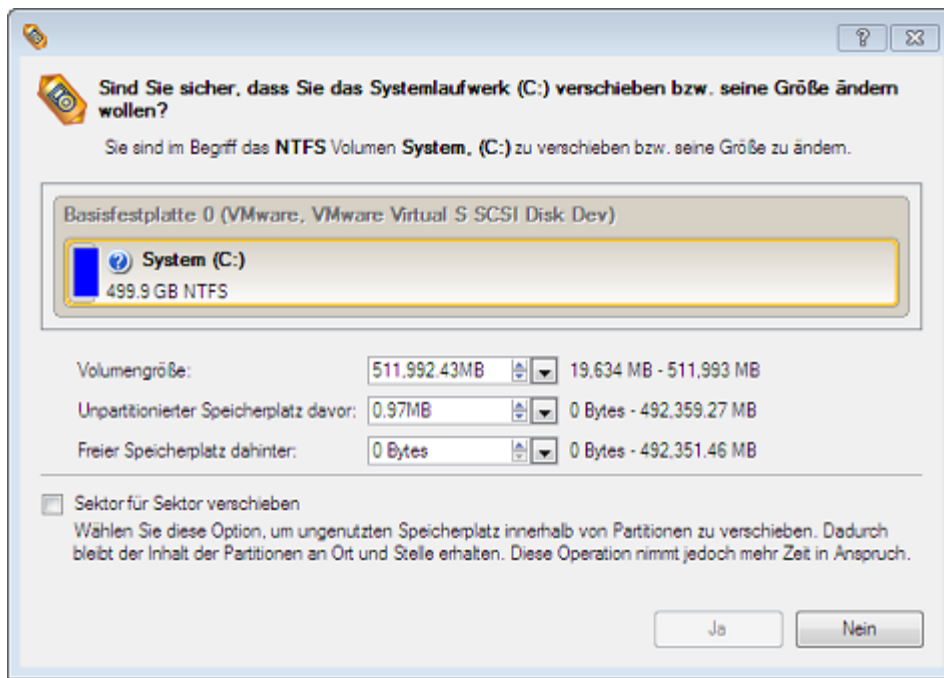 Sind Sie sicher, dass Sie das Systemlaufwerk (C:) verschieben bzw. seine Größe ändern
wollen?
Sie sind im Begriff das NTFS Volumen System, (C:) zu verschieben bzw. seine Größe zu ändern.
Basisfestplatte 0 (VMware, VMware Virtual S SCSI Disk Dev)
System (C:)
499.9 GB NTFS
Volumengröße: 511,992.43MB 19,634 MB - 511,993 MB
Unpartitionierter Speicherplatz davor: 0.97MB 0 Bytes - 492,359.27 MB
Freier Speicherplatz dahinter: 0 Bytes 0 Bytes - 492,351.46 MB
Sektor für Sektor verschieben
Wählen Sie diese Option, um ungenutzten Speicherplatz innerhalb von Partitionen zu verschieben. Dadurch
bleibt der Inhalt der Partitionen an Ort und Stelle erhalten. Diese Operation nimmt jedoch mehr Zeit in Anspruch.
Ja Nein